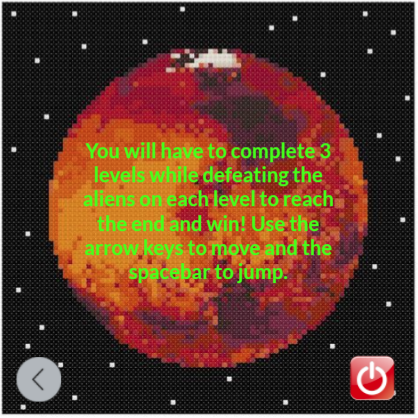 You will have to complete 3
levels while defeating the
aliens on each level to reach
the end and win! Use the
arrow keys to move and the
spacebar to jump.